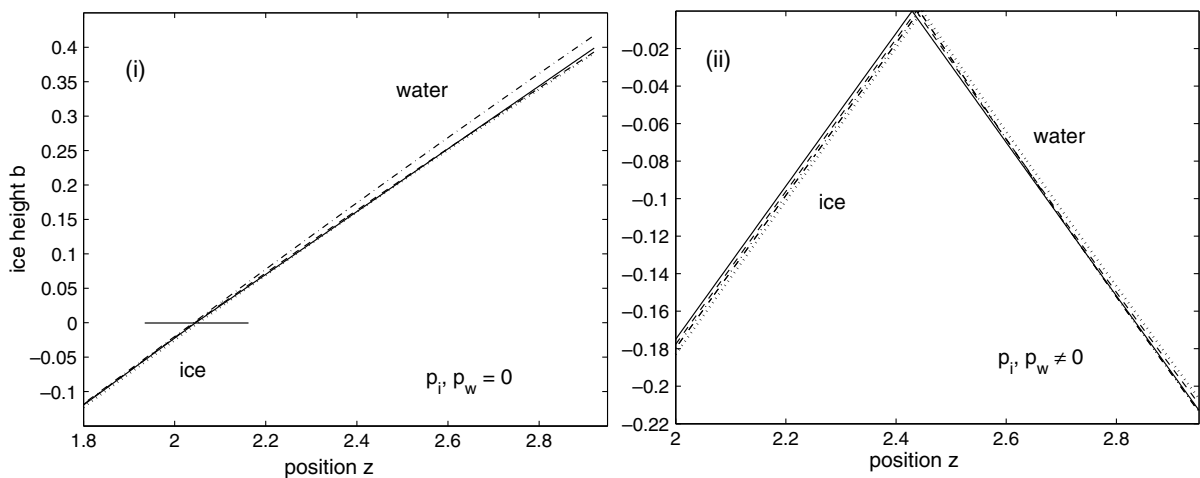 (i)
water
ice
p_i, p_w = 0
ice height b
0.4
0.35
0.3
0.25
0.2
0.15
0.1
0.05
0
−0.05
−0.1
1.8 2 2.2 2.4 2.6 2.8
position z
(ii)
water
ice
p_i, p_w ≠ 0
−0.02
−0.04
−0.06
−0.08
−0.1
−0.12
−0.14
−0.16
−0.18
−0.2
−0.22
2 2.2 2.4 2.6 2.8
position z